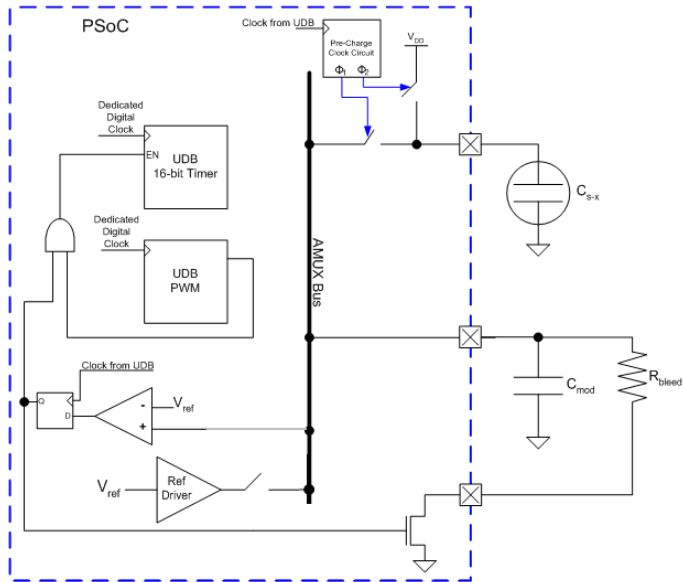 PSoC
Clock from UDB
Pre-Charge
Clock Circuit
Φ1 Φ2
VDD
Dedicated
Digital
Clock
EN
UDB
16-bit Timer
Cs-x
Dedicated
Digital
Clock
UDB
PWM
AMUX Bus
Clock from UDB
Q
D
-
+
Vref
Cmod
Rbleed
Vref
Ref
Driver